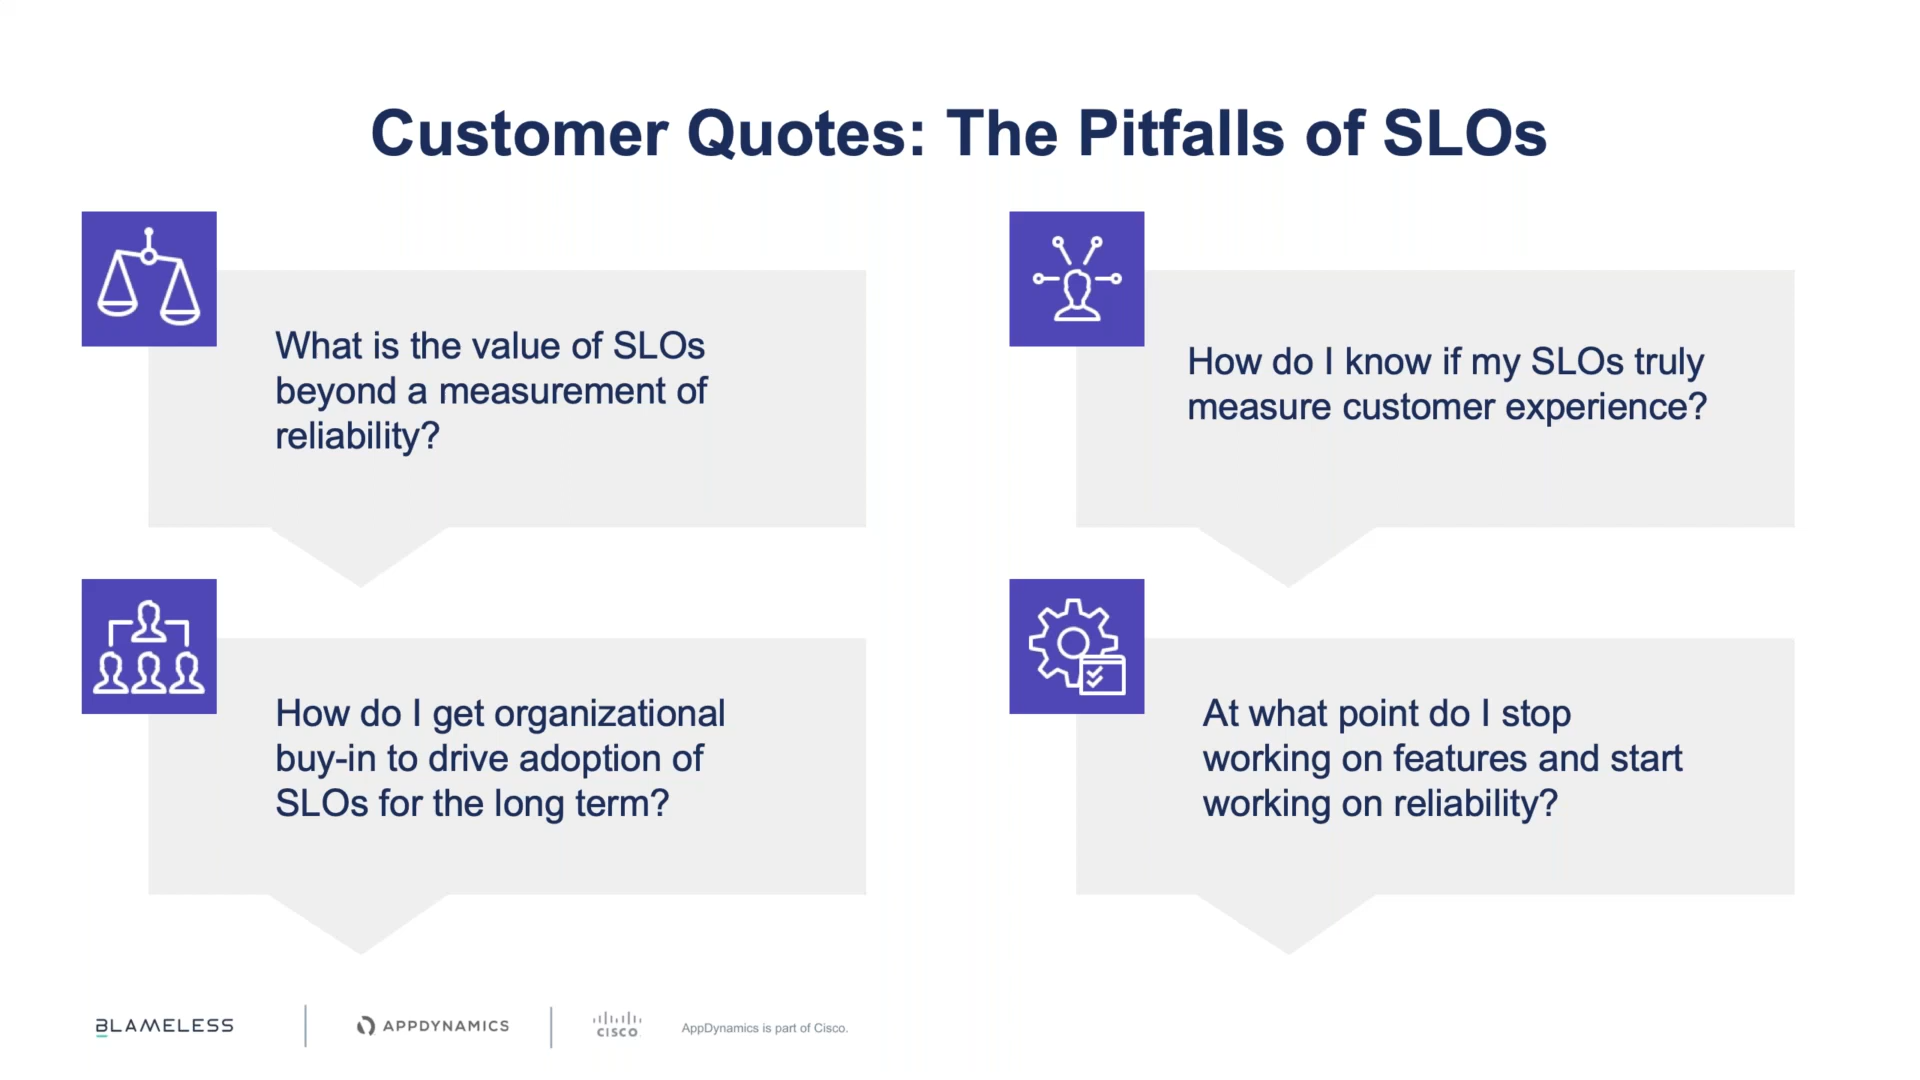 Customer Quotes: The Pitfalls of SLOs
What is the value of SLOs
beyond a measurement of
reliability?
How do I know if my SLOs truly
measure customer experience?
How do I get organizational
buy-in to drive adoption of
SLOs for the long term?
At what point do I stop
working on features and start
working on reliability?
BLAMELESS
APPDYNAMICS
CISCO
AppDynamics is part of Cisco.